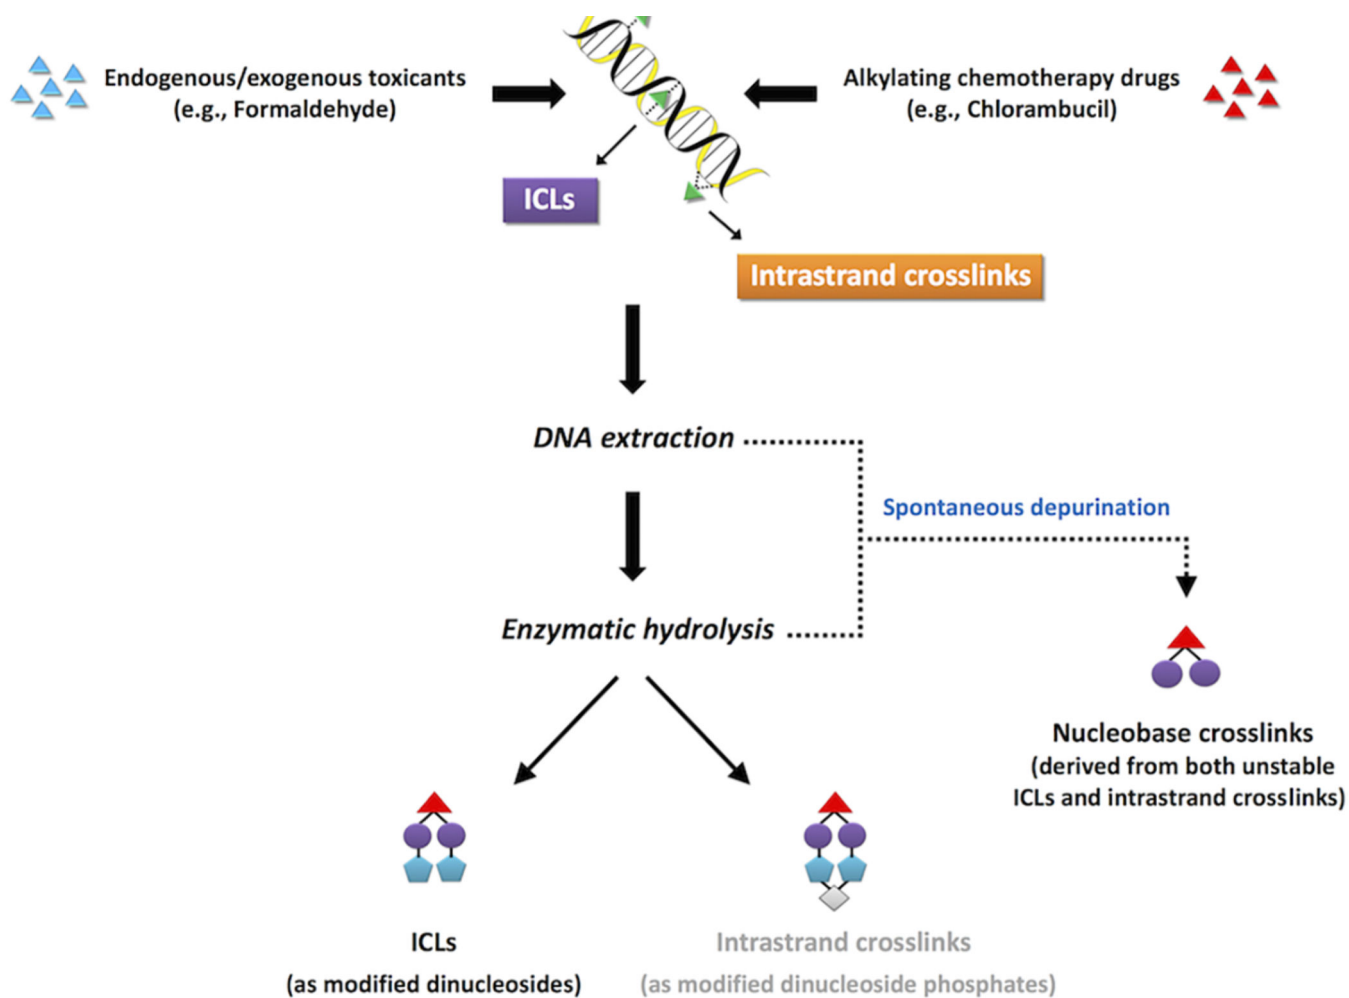 Endogenous/exogenous toxicants
(e.g., Formaldehyde)
Alkylating chemotherapy drugs
(e.g., Chlorambucil)
ICLs
Intrastrand crosslinks
DNA extraction
Spontaneous depurination
Enzymatic hydrolysis
Nucleobase crosslinks
(derived from both unstable
ICLs and intrastrand crosslinks)
ICLs
(as modified dinucleosides)
Intrastrand crosslinks
(as modified dinucleoside phosphates)